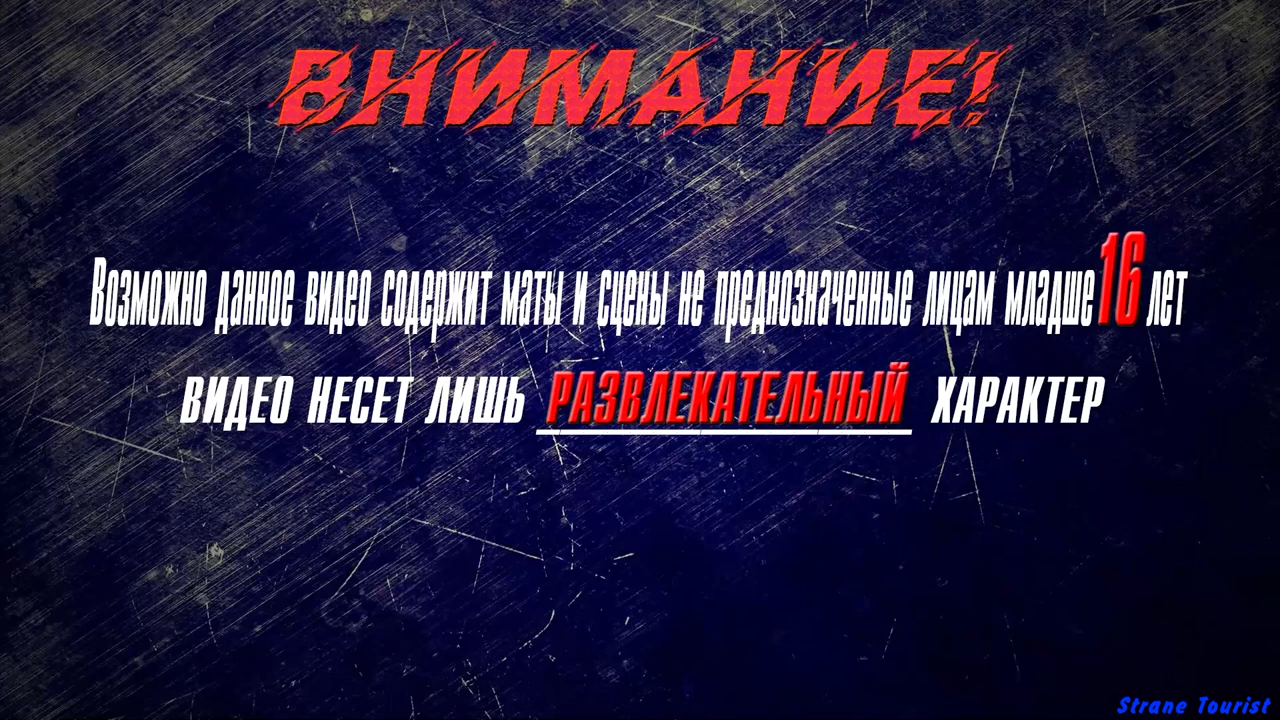 ВНИМАНИЕ!
Возможно данное видео содержит маты и сцены не преднозначенные лицам младше 16 лет
ВИДЕО НЕСЕТ ЛИШЬ РАЗВЛЕКАТЕЛЬНЫЙ ХАРАКТЕР
Strane Tourist